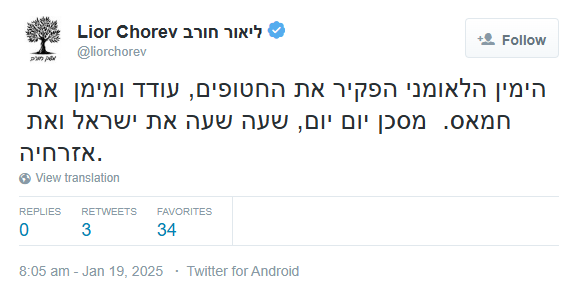 Lior Chorev ליאור חורב
@liorchorev
Follow
הימין הלאומני הפקיר את החטופים, עודד ומימן את
חמאס. מסכן יום יום, שעה שעה את ישראל ואת
אזרחיה.
View translation
REPLIES RETWEETS FAVORITES
0 3 34
8:05 am - Jan 19, 2025 · Twitter for Android